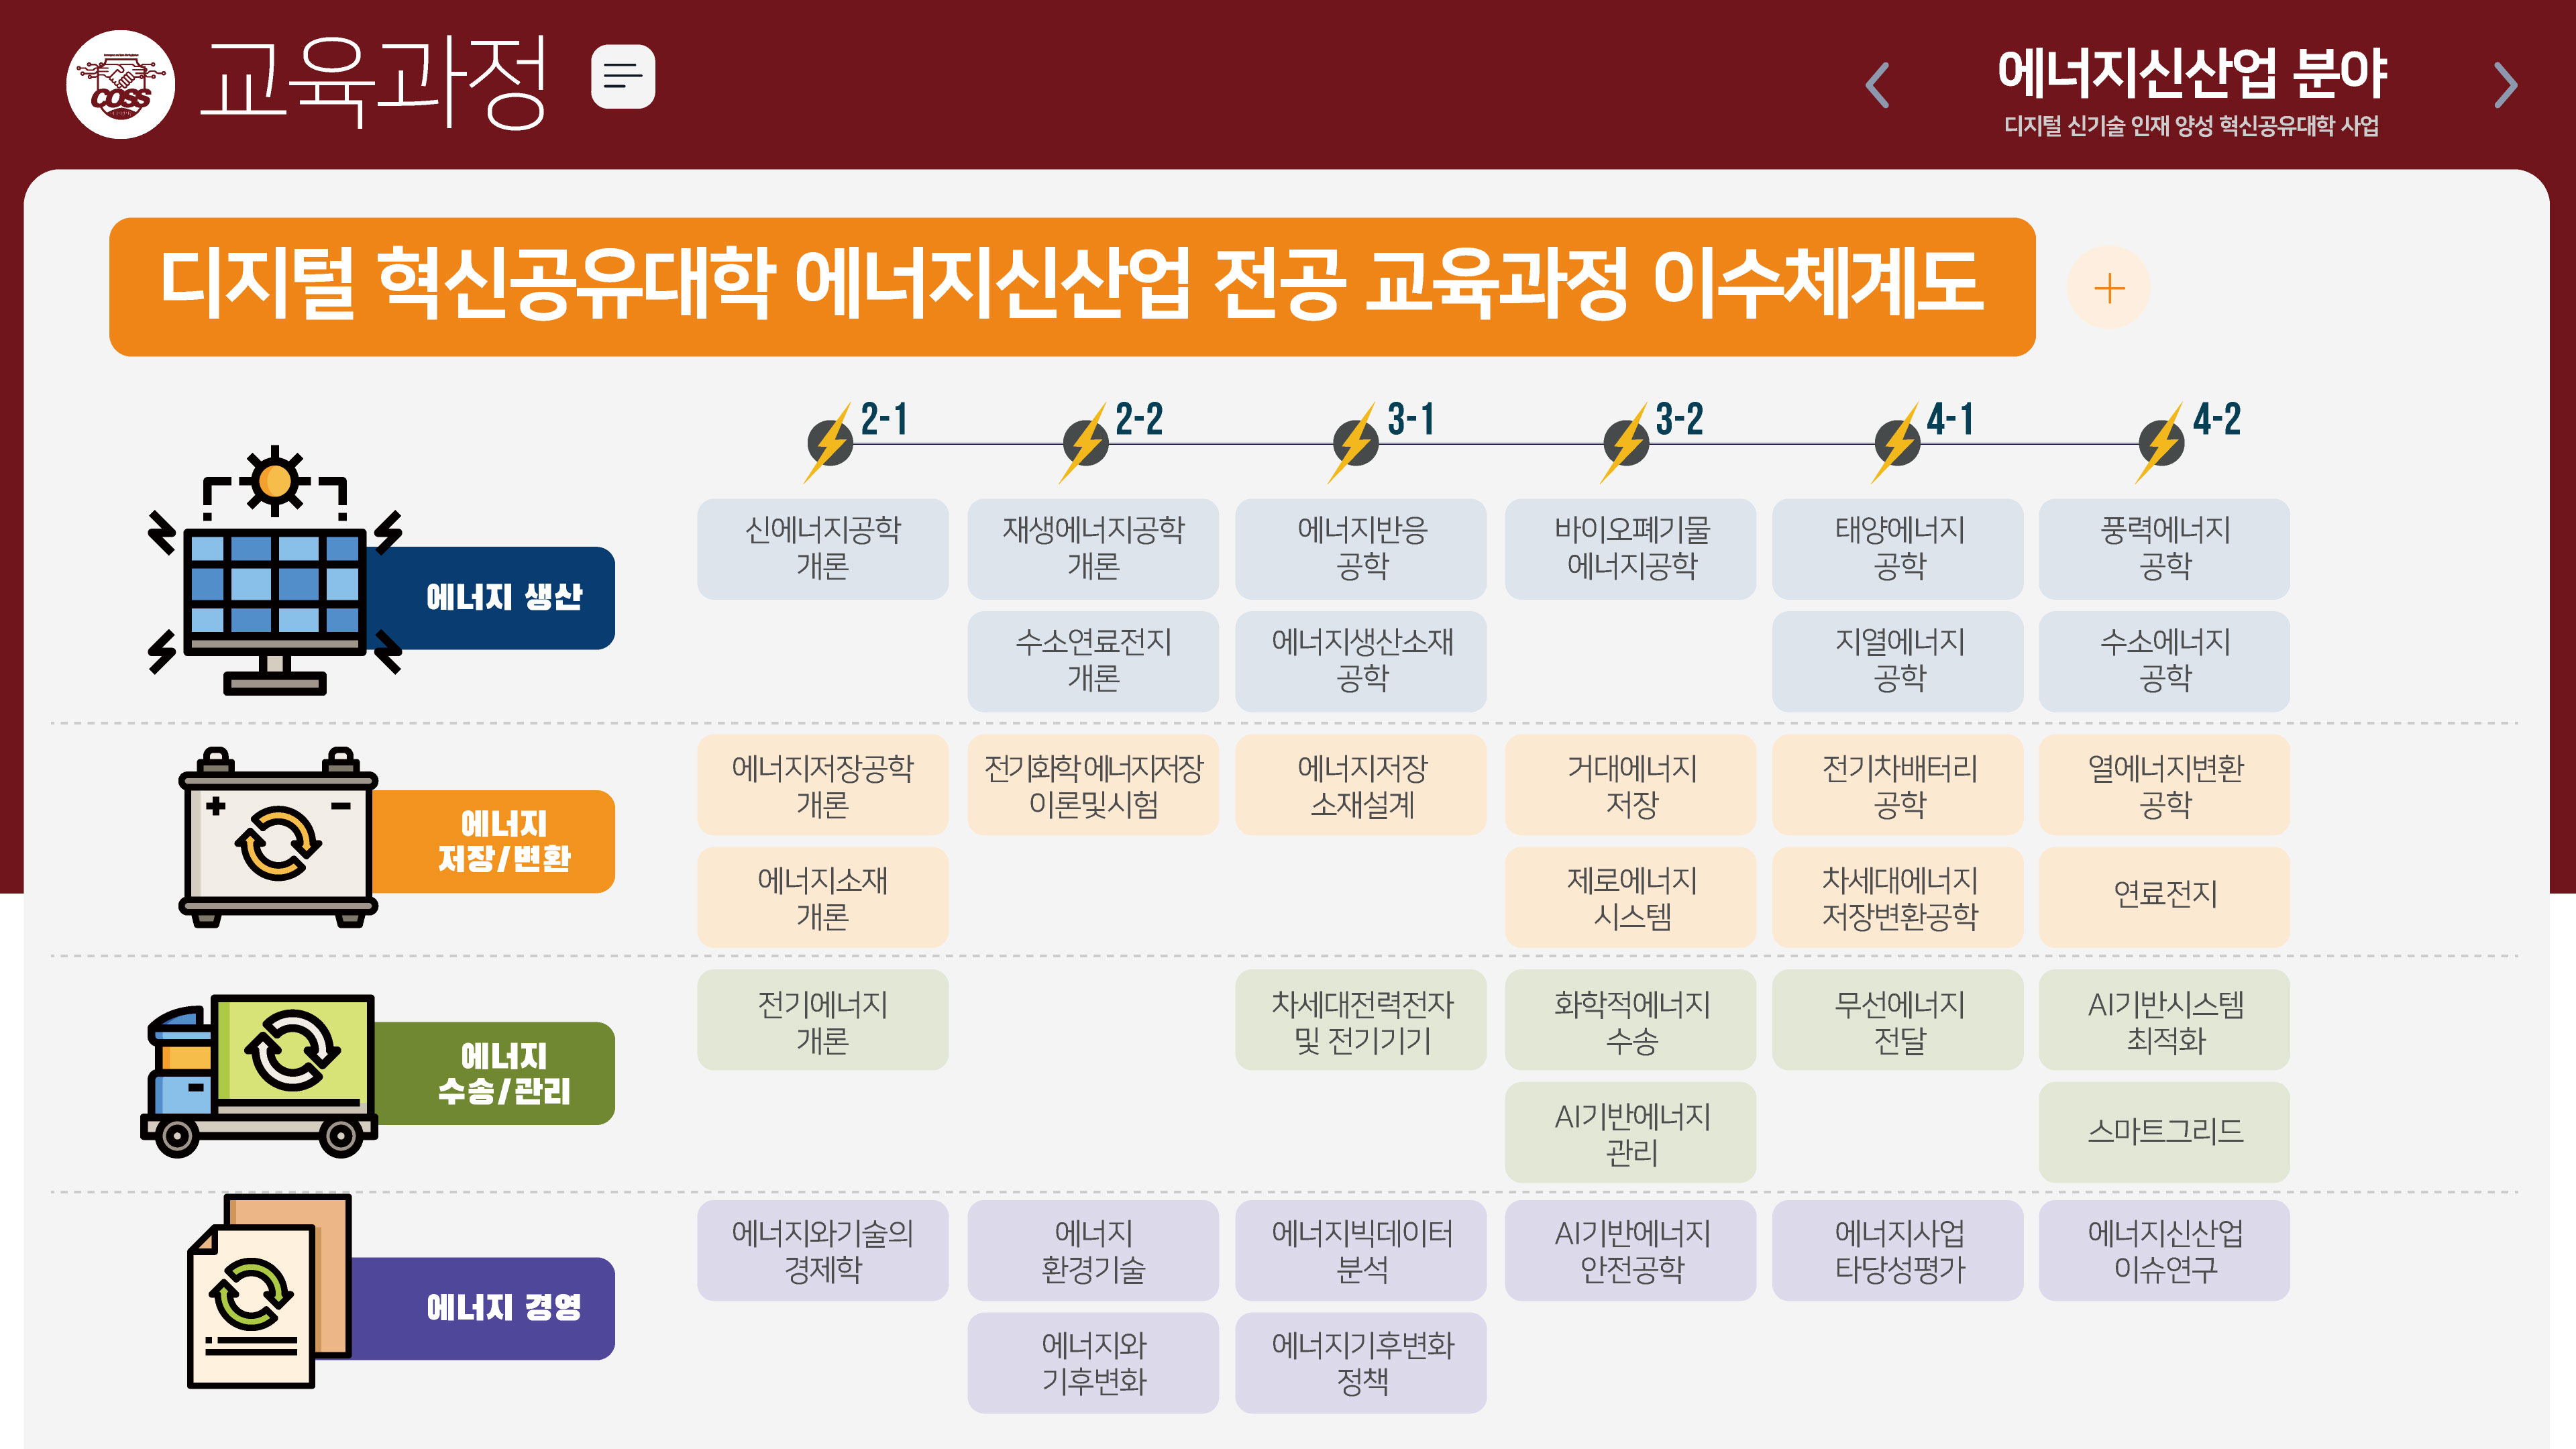 COSS
교육과정
에너지신산업 분야
디지털 신기술 인재 양성 혁신공유대학 사업
디지털 혁신공유대학 에너지신산업 전공 교육과정 이수체계도
2-1
2-2
3-1
3-2
4-1
4-2
에너지 생산
신에너지공학
개론
재생에너지공학
개론
에너지반응
공학
바이오폐기물
에너지공학
태양에너지
공학
풍력에너지
공학
수소연료전지
개론
에너지생산소재
공학
지열에너지
공학
수소에너지
공학
에너지
저장/변환
에너지저장공학
개론
전기화학 에너지저장
이론및시험
에너지저장
소재설계
거대에너지
저장
전기차배터리
공학
열에너지변환
공학
에너지소재
개론
제로에너지
시스템
차세대에너지
저장변환공학
연료전지
에너지
수송/관리
전기에너지
개론
차세대전력전자
및 전기기기
화학적에너지
수송
무선에너지
전달
AI기반시스템
최적화
AI기반에너지
관리
스마트그리드
에너지 경영
에너지와기술의
경제학
에너지
환경기술
에너지빅데이터
분석
AI기반에너지
안전공학
에너지사업
타당성평가
에너지신산업
이슈연구
에너지와
기후변화
에너지기후변화
정책